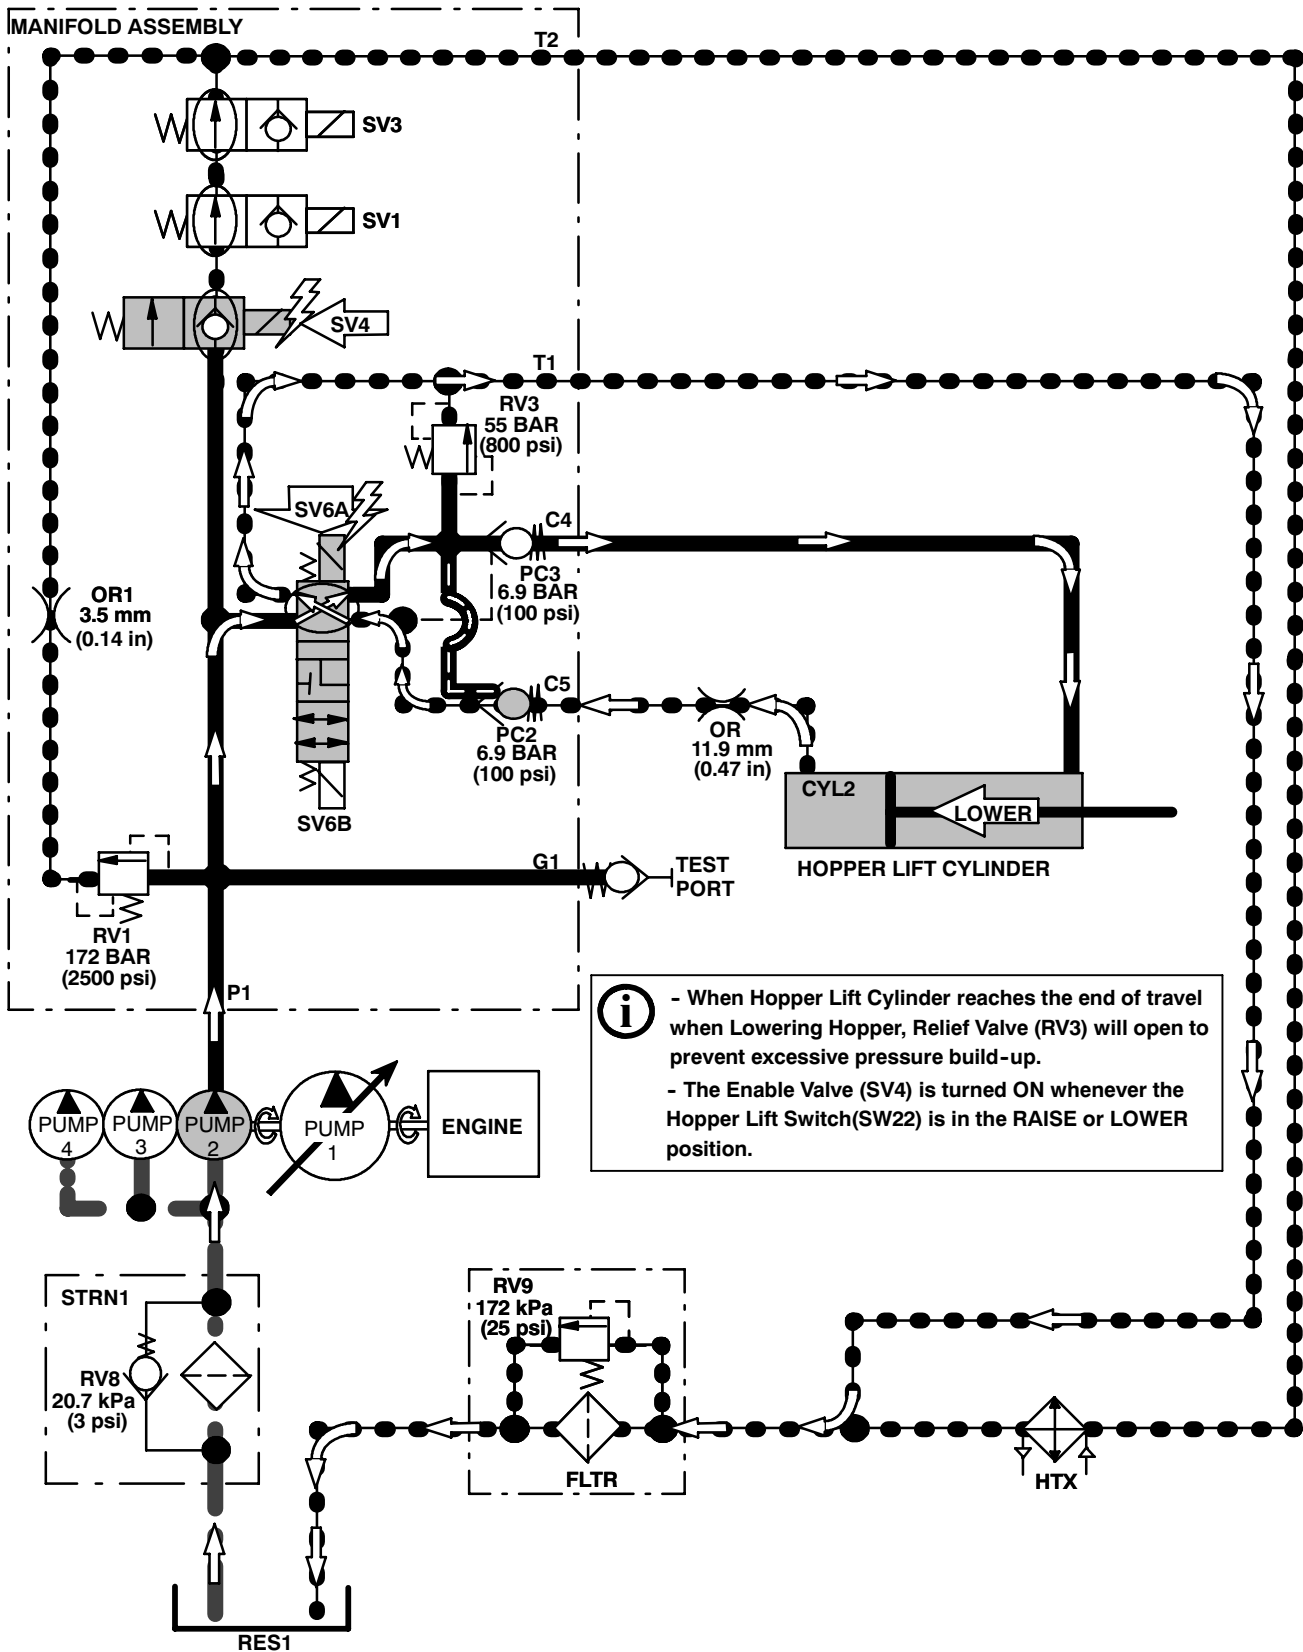 MANIFOLD ASSEMBLY
T2
SV3
SV1
SV4
T1
RV3
55 BAR
(800 psi)
SV6A
C4
PC3
6.9 BAR
(100 psi)
OR1
3.5 mm
(0.14 in)
C5
PC2
6.9 BAR
(100 psi)
OR
11.9 mm
(0.47 in)
CYL2
LOWER
SV6B
HOPPER LIFT CYLINDER
G1
TEST
PORT
RV1
172 BAR
(2500 psi)
P1
i
- When Hopper Lift Cylinder reaches the end of travel
when Lowering Hopper, Relief Valve (RV3) will open to
prevent excessive pressure build-up.
- The Enable Valve (SV4) is turned ON whenever the
Hopper Lift Switch(SW22) is in the RAISE or LOWER
position.
PUMP
4
PUMP
3
PUMP
2
PUMP
1
ENGINE
STRN1
RV8
20.7 kPa
(3 psi)
RV9
172 kPa
(25 psi)
FLTR
HTX
RES1